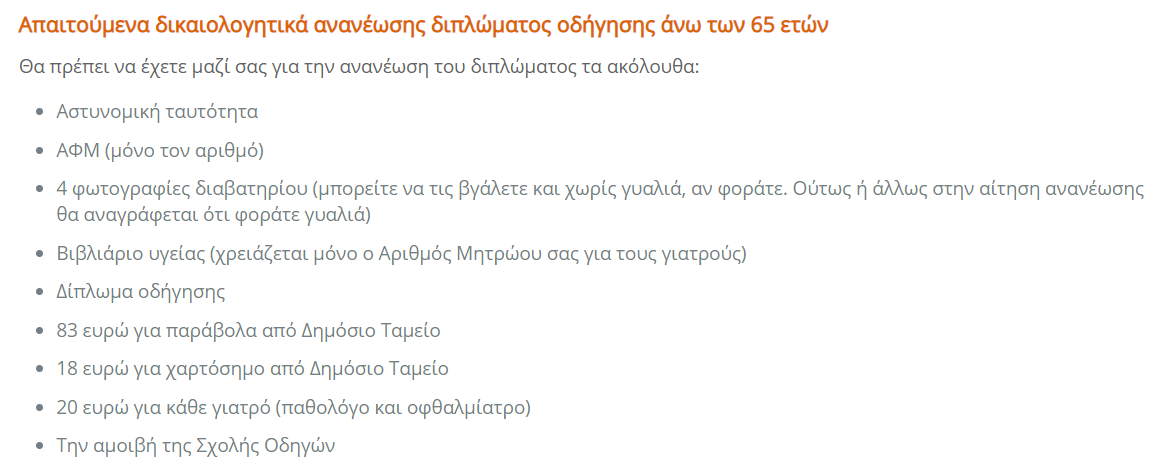 Απαιτούμενα δικαιολογητικά ανανέωσης διπλώματος οδήγησης άνω των 65 ετών
Θα πρέπει να έχετε μαζί σας για την ανανέωση του διπλώματος τα ακόλουθα:
• Αστυνομική ταυτότητα
• ΑΦΜ (μόνο τον αριθμό)
• 4 φωτογραφίες διαβατηρίου (μπορείτε να τις βγάλετε και χωρίς γυαλιά, αν φοράτε. Ούτως ή άλλως στην αίτηση ανανέωσης
θα αναγράφεται ότι φοράτε γυαλιά)
• Βιβλιάριο υγείας (χρειάζεται μόνο ο Αριθμός Μητρώου σας για τους γιατρούς)
• Δίπλωμα οδήγησης
• 83 ευρώ για παράβολα από Δημόσιο Ταμείο
• 18 ευρώ για χαρτόσημο από Δημόσιο Ταμείο
• 20 ευρώ για κάθε γιατρό (παθολόγο και οφθαλμίατρο)
• Την αμοιβή της Σχολής Οδηγών